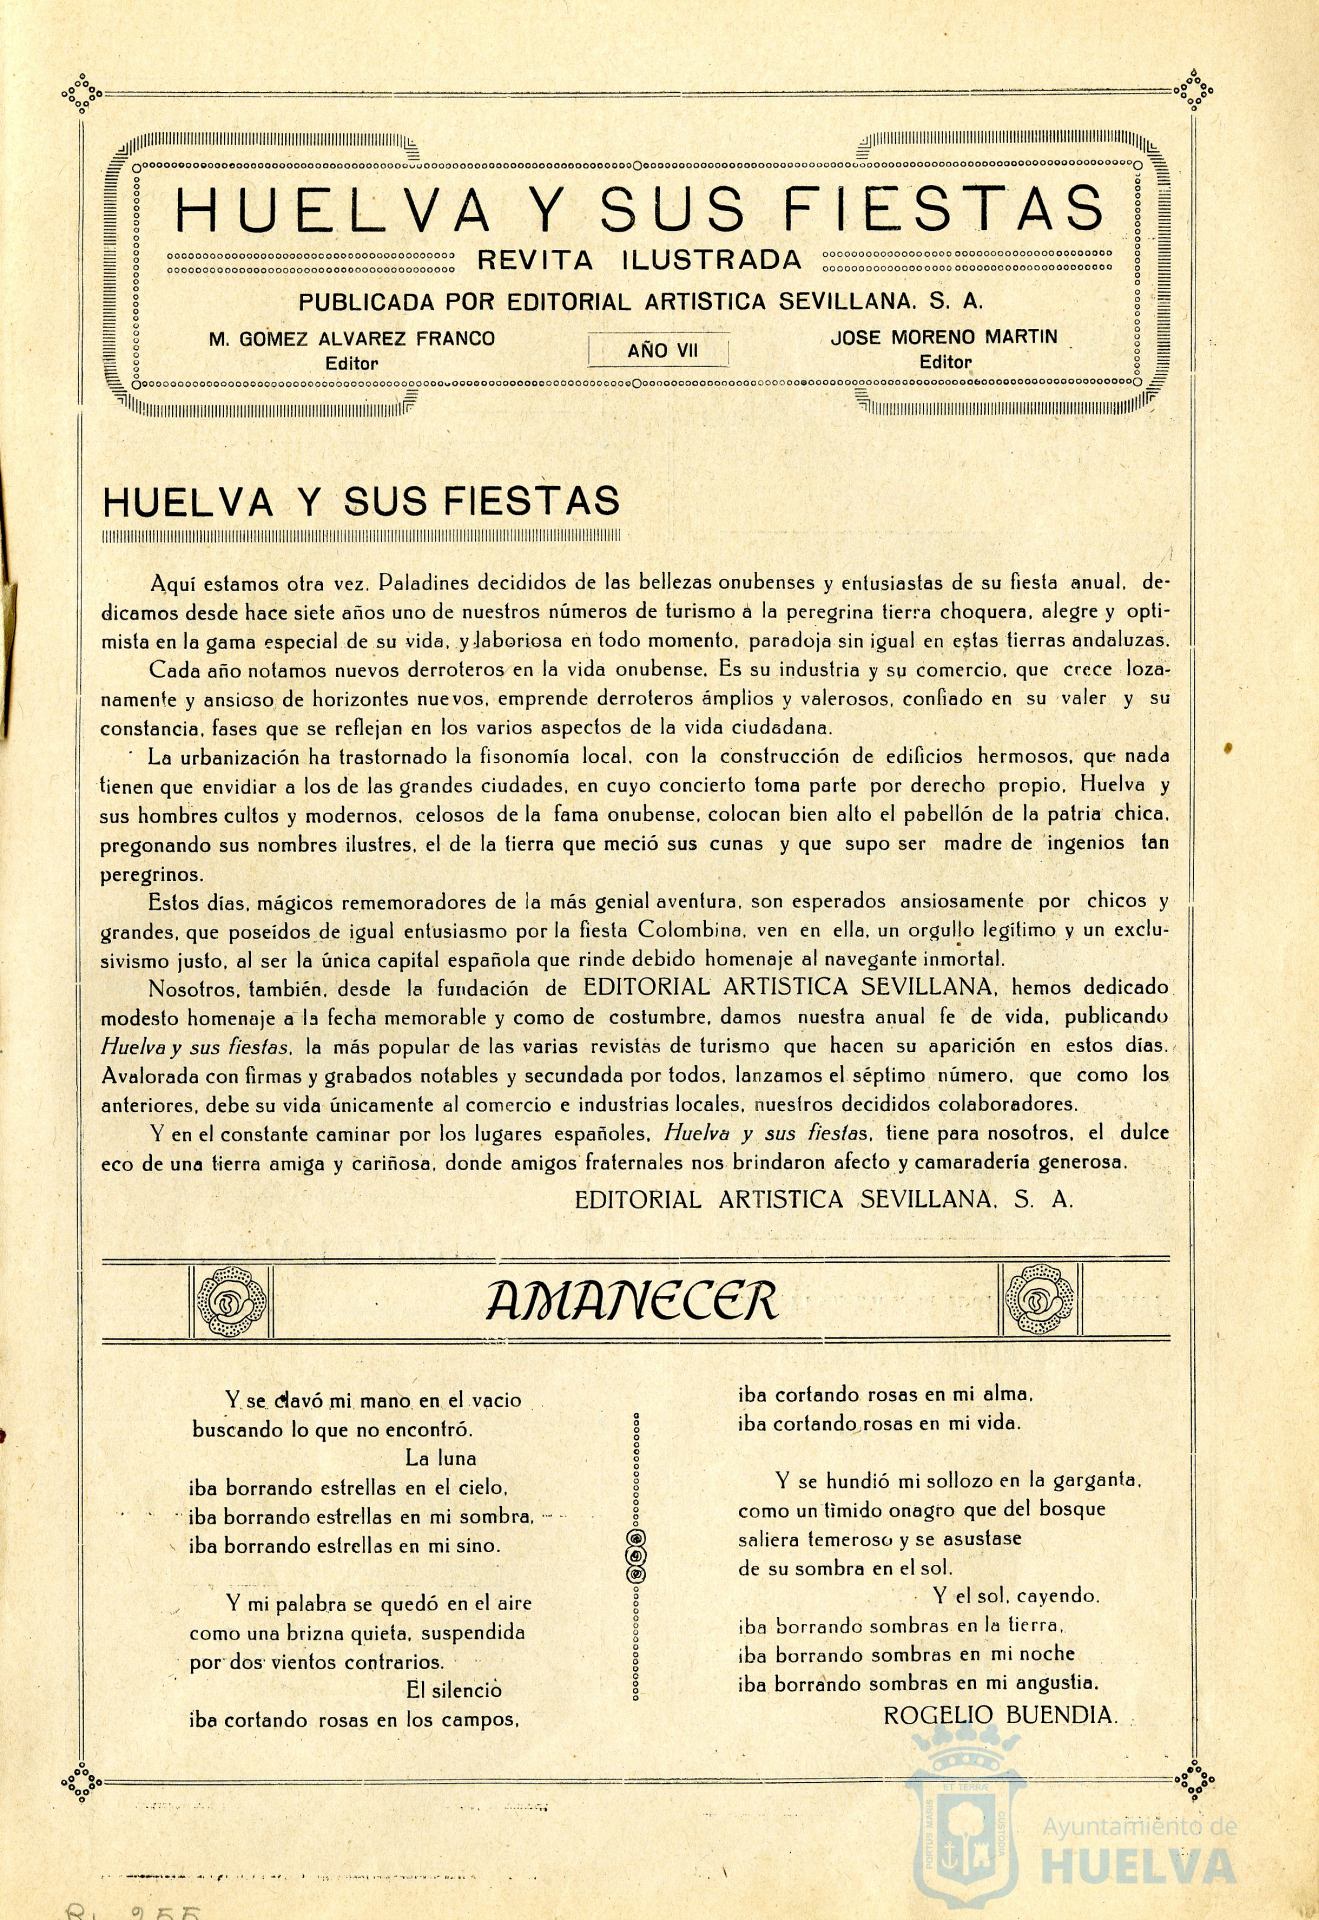 HUELVA Y SUS FIESTAS
REVITA ILUSTRADA
PUBLICADA POR EDITORIAL ARTISTICA SEVILLANA. S. A.
M. GOMEZ ALVAREZ FRANCO
Editor
AÑO VII
JOSE MORENO MARTIN
Editor
HUELVA Y SUS FIESTAS
Aquí estamos otra vez. Paladines decididos de las bellezas onubenses y entusiastas de su fiesta anual, de-
dicamos desde hace siete años uno de nuestros números de turismo à la peregrina tierra choquera, alegre y opti-
mista en la gama especial de su vida, y laboriosa en todo momento, paradoja sin igual en estas tierras andaluzas.
Cada año notamos nuevos derroteros en la vida onubense. Es su industria y su comercio, que crece loza-
namente y ansioso de horizontes nuevos, emprende derroteros ámplios y valerosos, confiado en su valer y su
constancia, fases que se reflejan en los varios aspectos de la vida ciudadana.
La urbanización ha trastornado la fisonomía local, con la construcción de edificios hermosos, que nada
tienen que envidiar a los de las grandes ciudades, en cuyo concierto toma parte por derecho propio, Huelva y
sus hombres cultos y modernos, celosos de la fama onubense, colocan bien alto el pabellón de la patria chica,
pregonando sus nombres ilustres, el de la tierra que meció sus cunas y que supo ser madre de ingenios tan
peregrinos.
Estos días, mágicos rememoradores de la más genial aventura, son esperados ansiosamente por chicos y
grandes, que poseídos de igual entusiasmo por la fiesta Colombina, ven en ella, un orgullo legítimo y un exclu-
sivismo justo, al ser la única capital española que rinde debido homenaje al navegante inmortal.
Nosotros, también, desde la fundación de EDITORIAL ARTISTICA SEVILLANA, hemos dedicado
modesto homenaje a la fecha memorable y como de costumbre, damos nuestra anual fe de vida, publicando
Huelva y sus fiestas, la más popular de las varias revistas de turismo que hacen su aparición en estos días.
Avalorada con firmas y grabados notables y secundada por todos, lanzamos el séptimo número, que como los
anteriores, debe su vida únicamente al comercio e industrias locales, nuestros decididos colaboradores.
Y en el constante caminar por los lugares españoles, Huelva y sus fiestas, tiene para nosotros, el dulce
eco de una tierra amiga y cariñosa, donde amigos fraternales nos brindaron afecto y camaradería generosa.
EDITORIAL ARTISTICA SEVILLANA. S. A.
AMANECER
Y se clavó mi mano en el vacio
buscando lo que no encontró.
La luna
iba borrando estrellas en el cielo,
iba borrando estrellas en mi sombra,
iba borrando estrellas en mi sino.
Y mi palabra se quedó en el aire
como una brizna quieta, suspendida
por dos vientos contrarios.
El silencio
iba cortando rosas en los campos,
iba cortando rosas en mi alma,
iba cortando rosas en mi vida.
Y se hundió mi sollozo en la garganta,
como un tímido onagro que del bosque
saliera temeroso y se asustase
de su sombra en el sol.
Y el sol, cayendo.
iba borrando sombras en la tierra,
iba borrando sombras en mi noche
iba borrando sombras en mi angustia.
ROGELIO BUENDIA.
PORTUS MARIS
ET TERRÆ
CUSTODIA
Ayuntamiento de
HUELVA